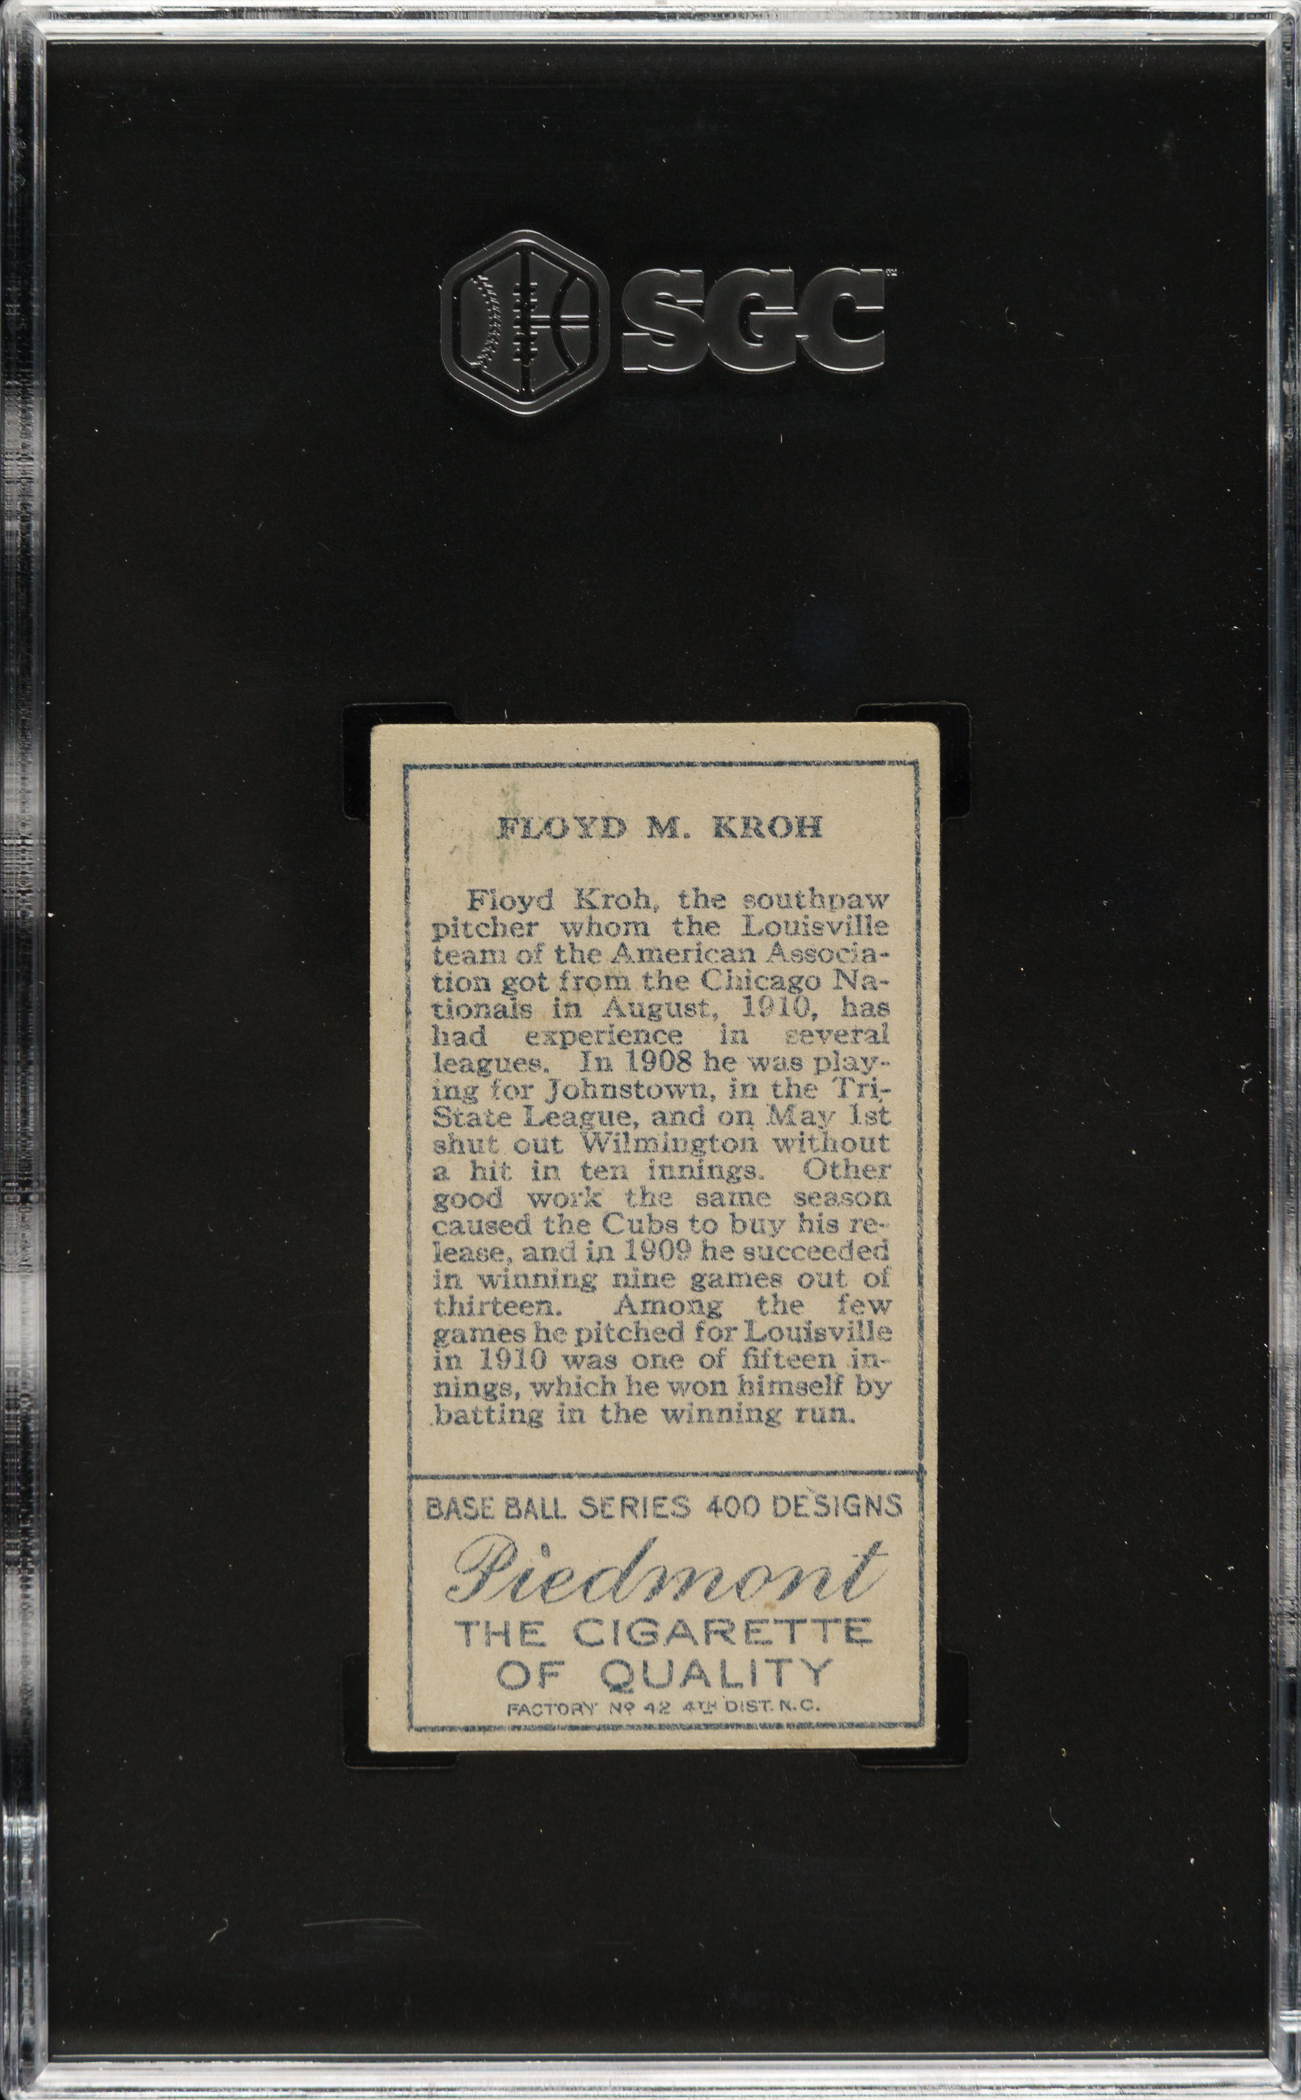 SGC
FLOYD M. KROH
Floyd Kroh, the southpaw
pitcher whom the Louisville
team of the American Associa-
tion got from the Chicago Na-
tionals in August, 1910, has
had experience in several
leagues. In 1908 he was play-
ing for Johnstown, in the Tri-
State League, and on May 1st
shut out Wilmington without
a hit in ten innings. Other
good work the same season
caused the Cubs to buy his re-
lease, and in 1909 he succeeded
in winning nine games out of
thirteen. Among the few
games he pitched for Louisville
in 1910 was one of fifteen in-
nings, which he won himself by
batting in the winning run.
BASE BALL SERIES 400 DESIGNS
Piedmont
THE CIGARETTE
OF QUALITY
FACTORY Nº 42 4TH DIST. N.C.